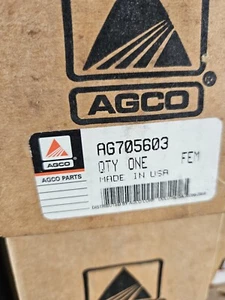 AGCO
AGCO
AGCO PARTS
AG705603
QTY ONE FEM
MADE IN USA